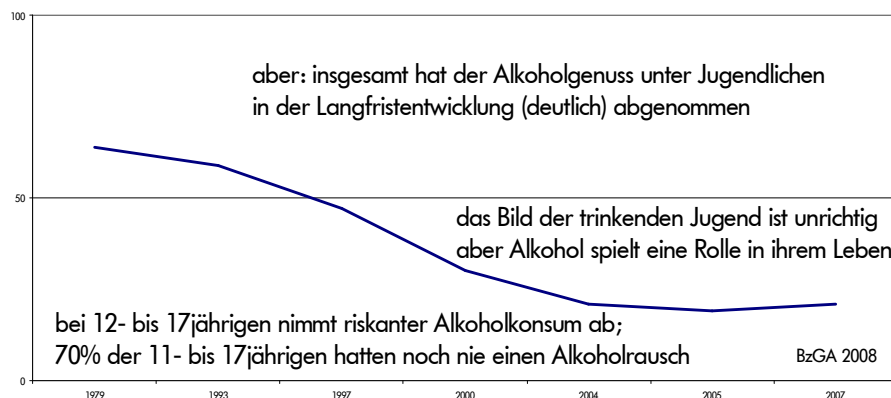 100
aber: insgesamt hat der Alkoholgenuss unter Jugendlichen
in der Langfristentwicklung (deutlich) abgenommen
50
das Bild der trinkenden Jugend ist unrichtig
aber Alkohol spielt eine Rolle in ihrem Leben
bei 12- bis 17jährigen nimmt riskanter Alkoholkonsum ab;
70% der 11- bis 17jährigen hatten noch nie einen Alkoholrausch
BzGA 2008
0
1979 1993 1997 2000 2004 2005 2007